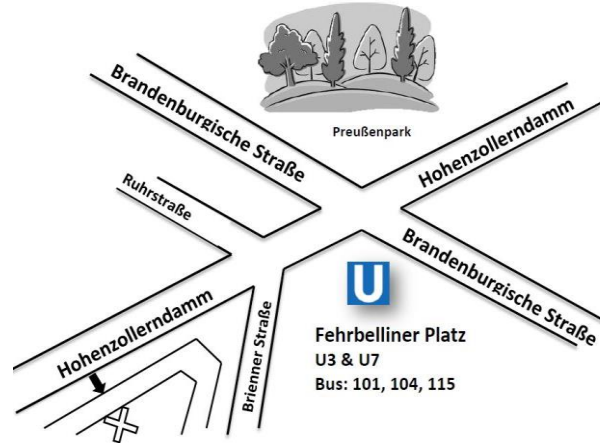 Preußenpark
Brandenburgische Straße
Hohenzollerndamm
Ruhrstraße
Brandenburgische Straße
Hohenzollerndamm
Brienner Straße
U
Fehrbelliner Platz
U3 & U7
Bus: 101, 104, 115